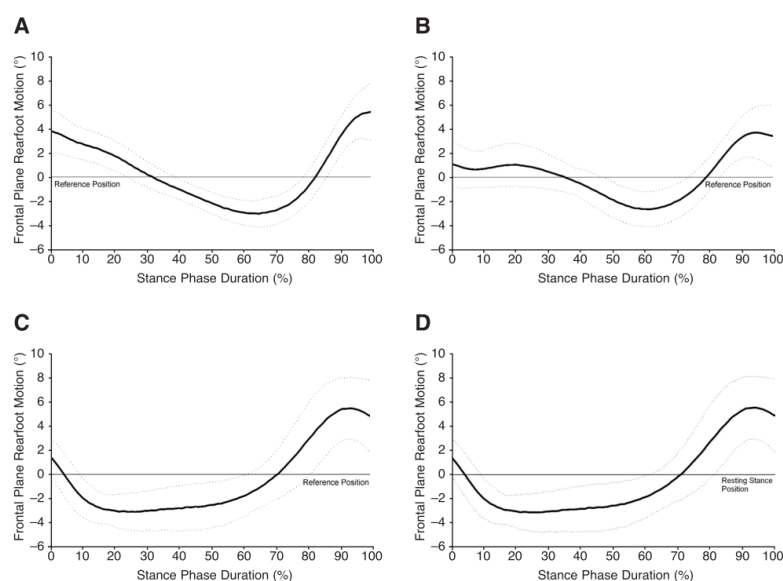 A
Frontal Plane Rearfoot Motion (°)
10
8
6
4
2
0
–2
–4
–6
Reference Position
0 10 20 30 40 50 60 70 80 90 100
Stance Phase Duration (%)
B
Frontal Plane Rearfoot Motion (°)
10
8
6
4
2
0
–2
–4
–6
Reference Position
0 10 20 30 40 50 60 70 80 90 100
Stance Phase Duration (%)
C
Frontal Plane Rearfoot Motion (°)
10
8
6
4
2
0
–2
–4
–6
Reference Position
0 10 20 30 40 50 60 70 80 90 100
Stance Phase Duration (%)
D
Frontal Plane Rearfoot Motion (°)
10
8
6
4
2
0
–2
–4
–6
Resting Stance
Position
0 10 20 30 40 50 60 70 80 90 100
Stance Phase Duration (%)